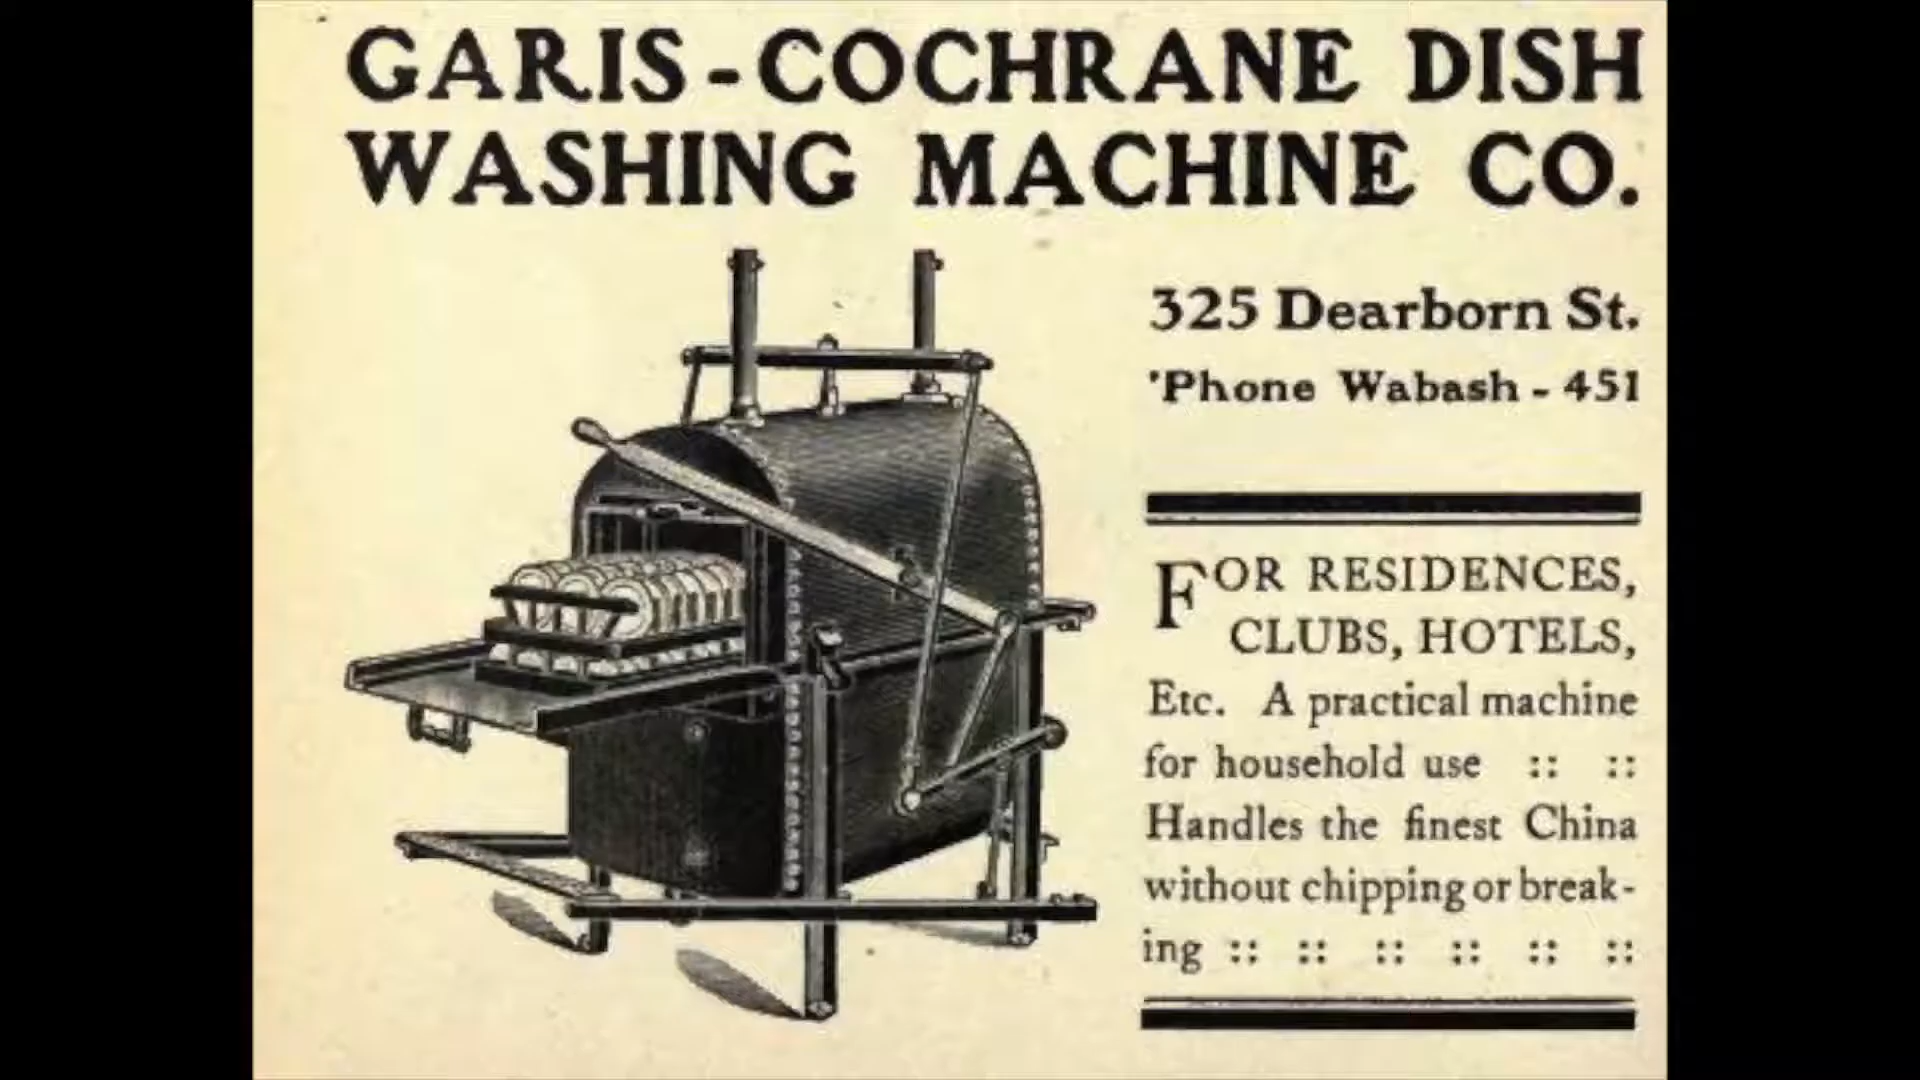 GARIS-COCHRANE DISH
WASHING MACHINE CO.
325 Dearborn St.
'Phone Wabash - 451
FOR RESIDENCES,
CLUBS, HOTELS,
Etc. A practical machine
for household use :: ::
Handles the finest China
without chipping or break-
ing :: :: :: :: :: ::